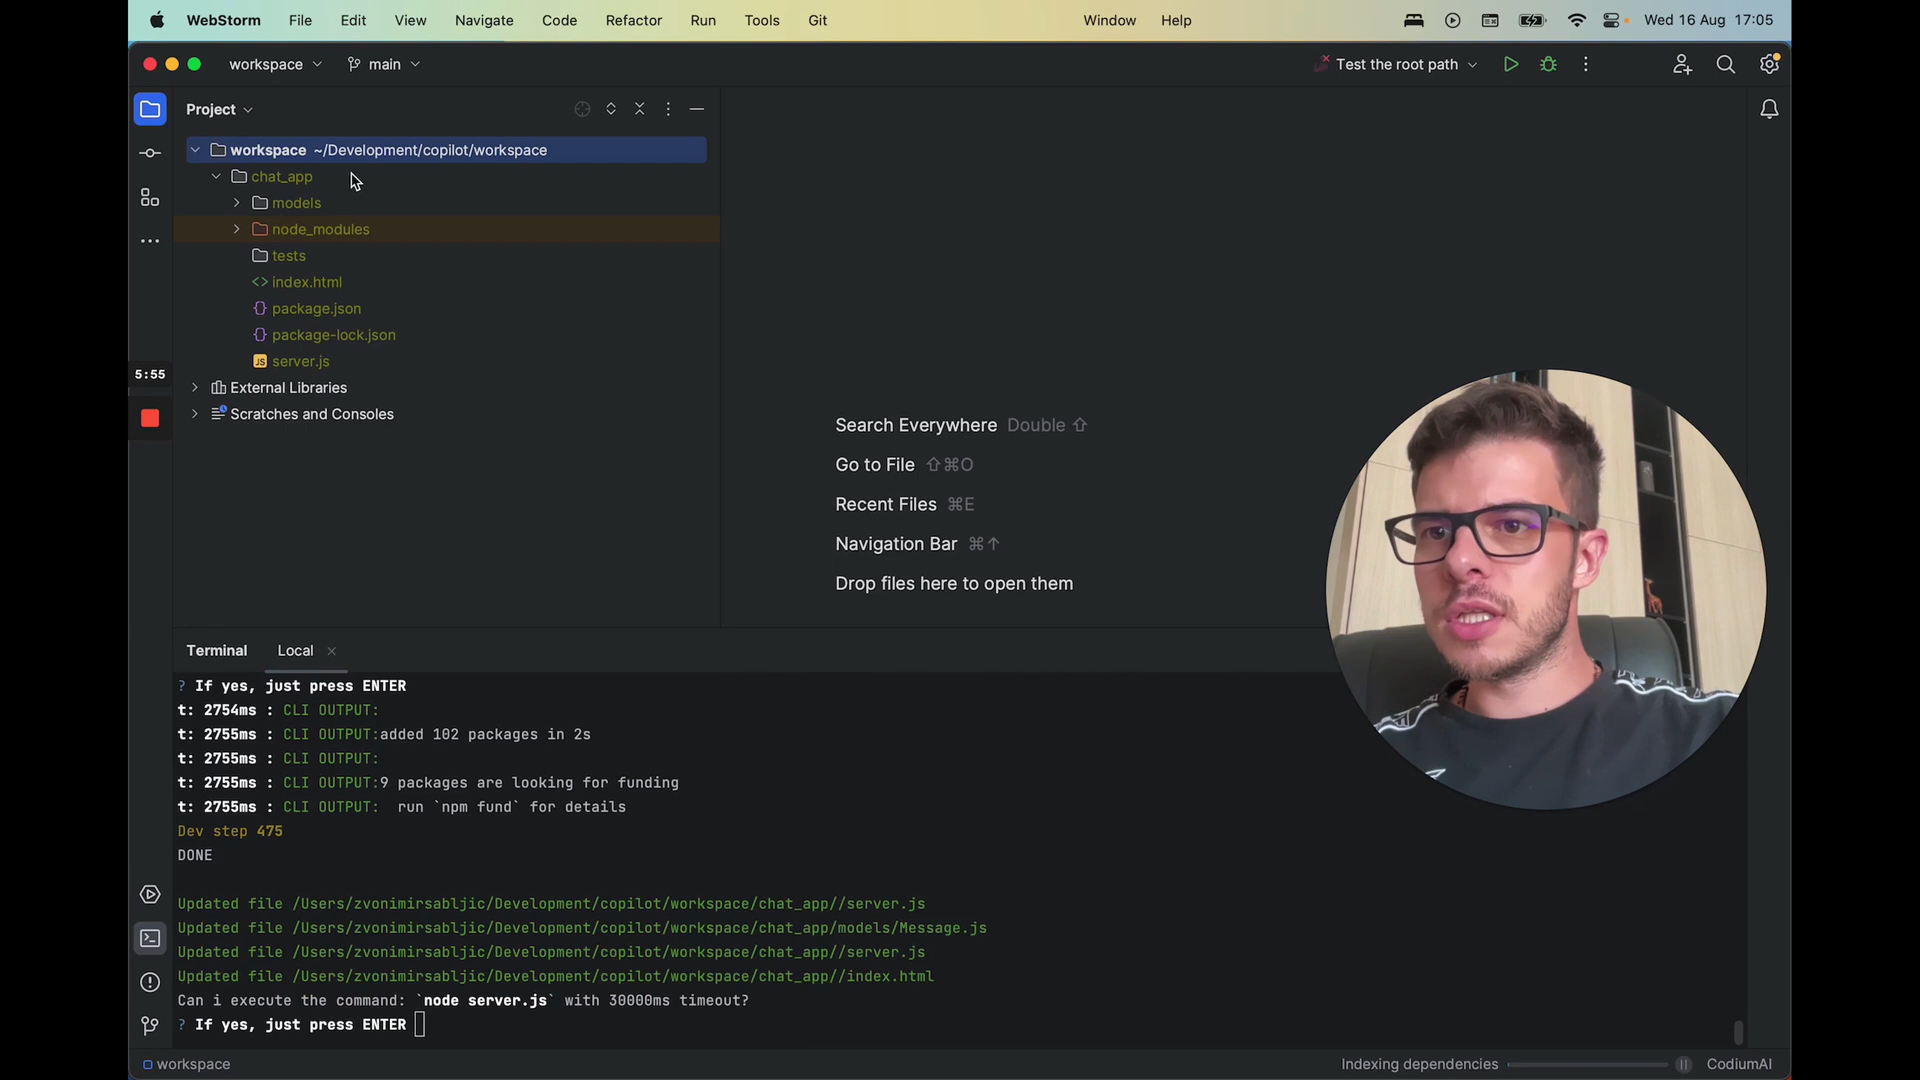 WebStorm File Edit View Navigate Code Refactor Run Tools Git Window Help Wed 16 Aug 17:05
workspace main Test the root path
Project
workspace ~/Development/copilot/workspace
chat_app
models
node_modules
tests
<> index.html
{} package.json
{} package-lock.json
JS server.js
5:55
External Libraries
Scratches and Consoles
Search Everywhere Double ⇧
Go to File ⇧⌘O
Recent Files ⌘E
Navigation Bar ⌘↑
Drop files here to open them
Terminal Local ×
? If yes, just press ENTER
t: 2754ms : CLI OUTPUT:
t: 2755ms : CLI OUTPUT:added 102 packages in 2s
t: 2755ms : CLI OUTPUT:
t: 2755ms : CLI OUTPUT:9 packages are looking for funding
t: 2755ms : CLI OUTPUT:  run `npm fund` for details
Dev step 475
DONE
Updated file /Users/zvonimirsabljic/Development/copilot/workspace/chat_app//server.js
Updated file /Users/zvonimirsabljic/Development/copilot/workspace/chat_app/models/Message.js
Updated file /Users/zvonimirsabljic/Development/copilot/workspace/chat_app//server.js
Updated file /Users/zvonimirsabljic/Development/copilot/workspace/chat_app//index.html
Can i execute the command: `node server.js` with 30000ms timeout?
? If yes, just press ENTER
workspace Indexing dependencies CodiumAI